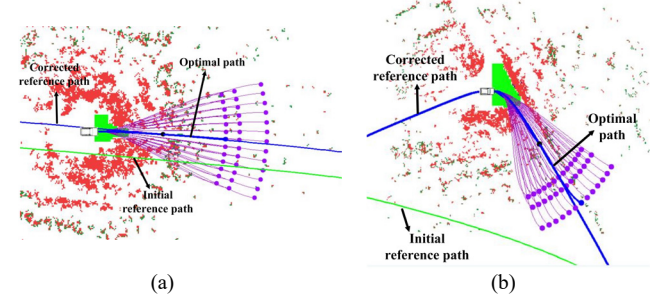 Corrected
reference path
Optimal path
Initial
reference path
(a)
Corrected
reference path
Optimal
path
Initial
reference path
(b)